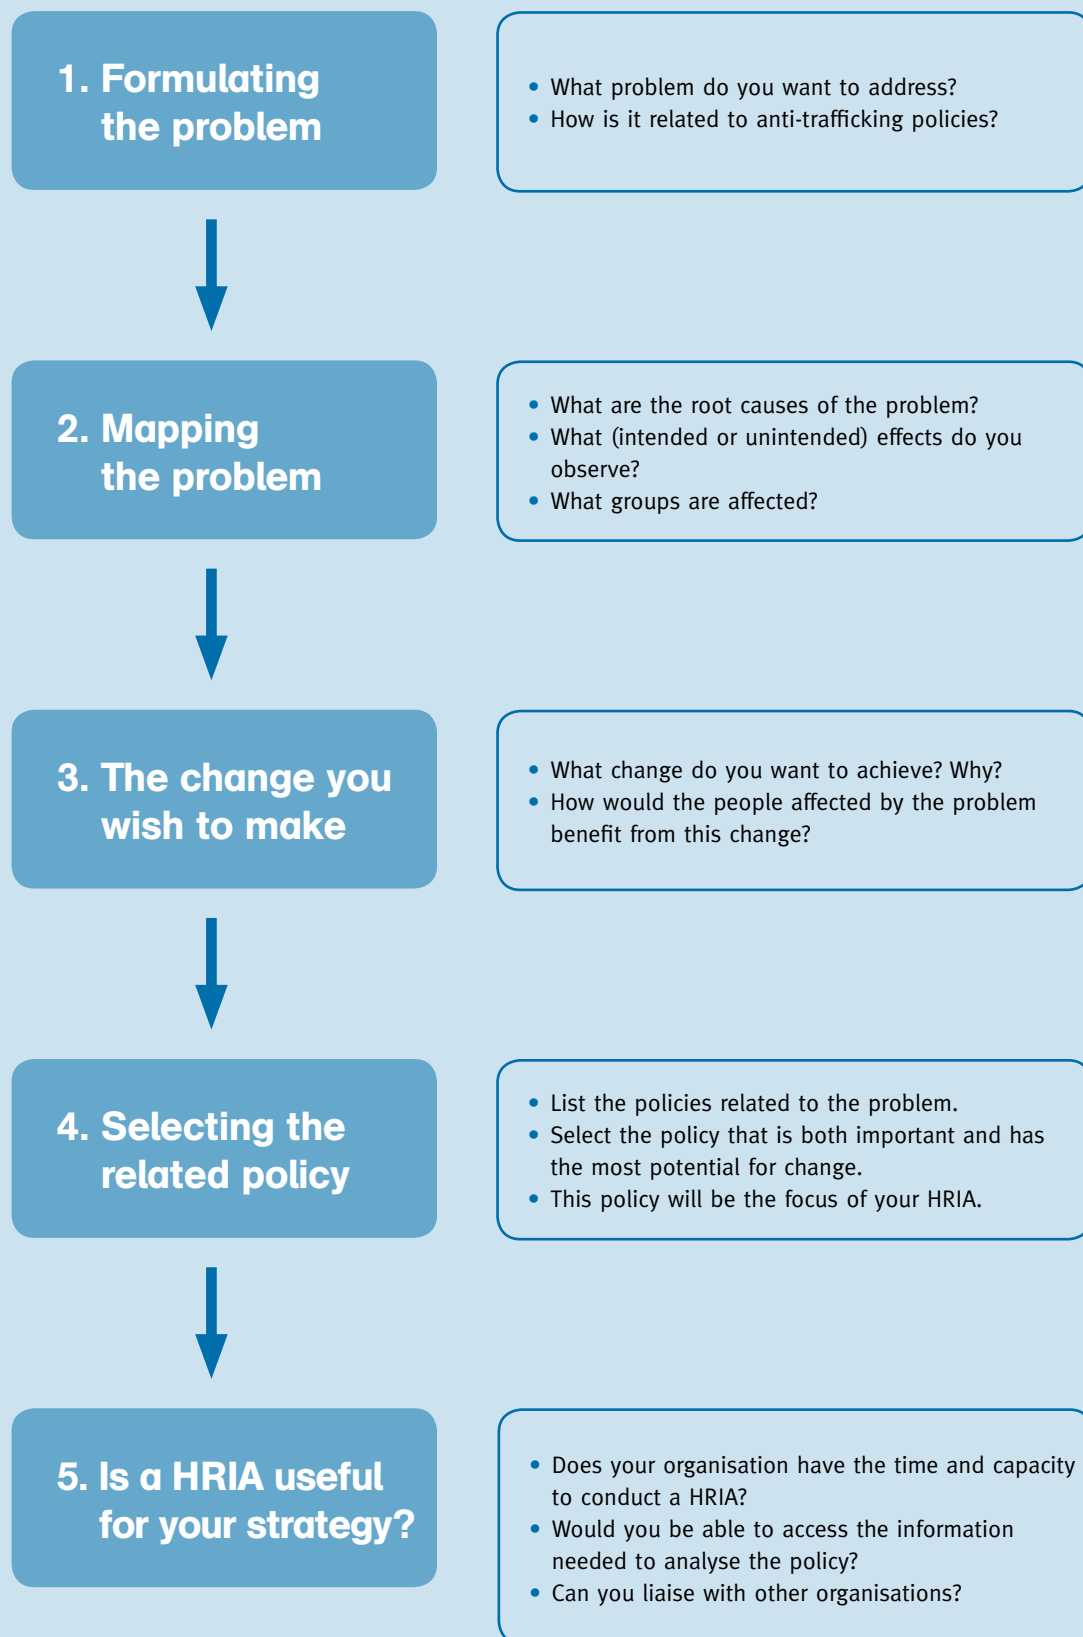 1. Formulating
the problem
• What problem do you want to address?
• How is it related to anti-trafficking policies?
2. Mapping
the problem
• What are the root causes of the problem?
• What (intended or unintended) effects do you
observe?
• What groups are affected?
3. The change you
wish to make
• What change do you want to achieve? Why?
• How would the people affected by the problem
benefit from this change?
4. Selecting the
related policy
• List the policies related to the problem.
• Select the policy that is both important and has
the most potential for change.
• This policy will be the focus of your HRIA.
5. Is a HRIA useful
for your strategy?
• Does your organisation have the time and capacity
to conduct a HRIA?
• Would you be able to access the information
needed to analyse the policy?
• Can you liaise with other organisations?